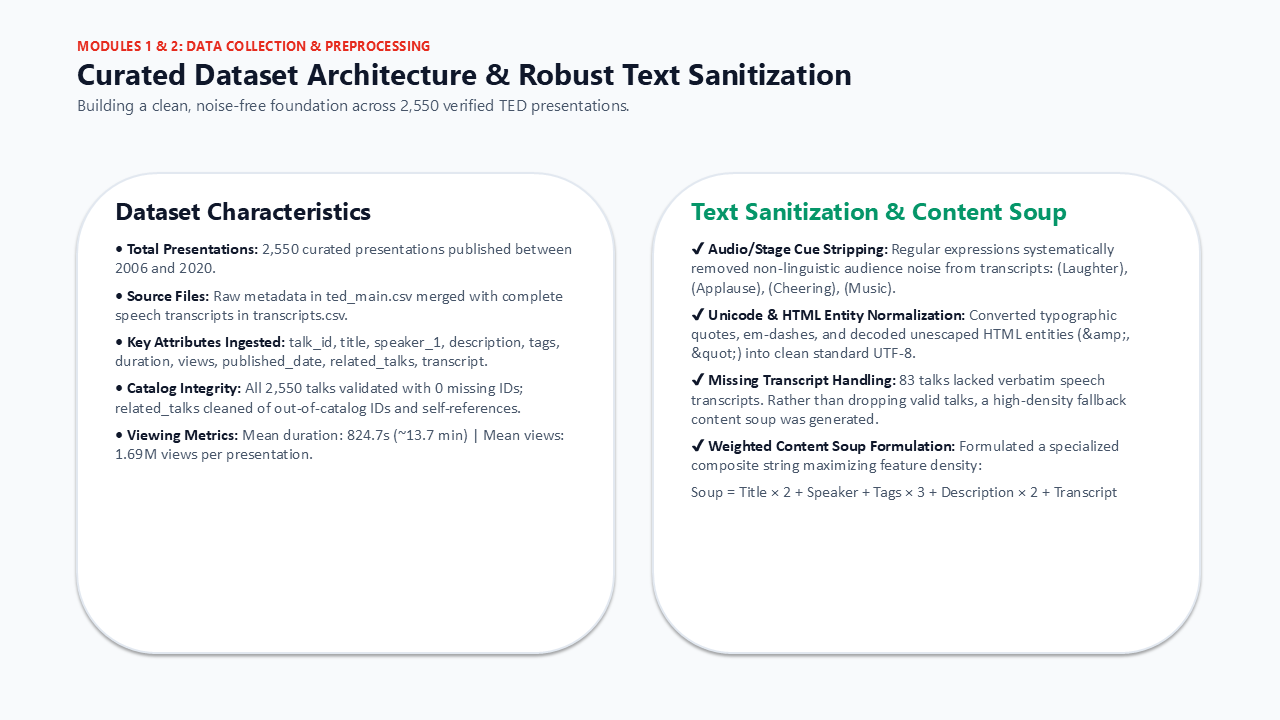 MODULES 1 & 2: DATA COLLECTION & PREPROCESSING
Curated Dataset Architecture & Robust Text Sanitization
Building a clean, noise-free foundation across 2,550 verified TED presentations.
Dataset Characteristics
• Total Presentations: 2,550 curated presentations published between
2006 and 2020.
• Source Files: Raw metadata in ted_main.csv merged with complete
speech transcripts in transcripts.csv.
• Key Attributes Ingested: talk_id, title, speaker_1, description, tags,
duration, views, published_date, related_talks, transcript.
• Catalog Integrity: All 2,550 talks validated with 0 missing IDs;
related_talks cleaned of out-of-catalog IDs and self-references.
• Viewing Metrics: Mean duration: 824.7s (~13.7 min) | Mean views:
1.69M views per presentation.
Text Sanitization & Content Soup
✔ Audio/Stage Cue Stripping: Regular expressions systematically
removed non-linguistic audience noise from transcripts: (Laughter),
(Applause), (Cheering), (Music).
✔ Unicode & HTML Entity Normalization: Converted typographic
quotes, em-dashes, and decoded unescaped HTML entities (&amp;,
&quot;) into clean standard UTF-8.
✔ Missing Transcript Handling: 83 talks lacked verbatim speech
transcripts. Rather than dropping valid talks, a high-density fallback
content soup was generated.
✔ Weighted Content Soup Formulation: Formulated a specialized
composite string maximizing feature density:
Soup = Title × 2 + Speaker + Tags × 3 + Description × 2 + Transcript